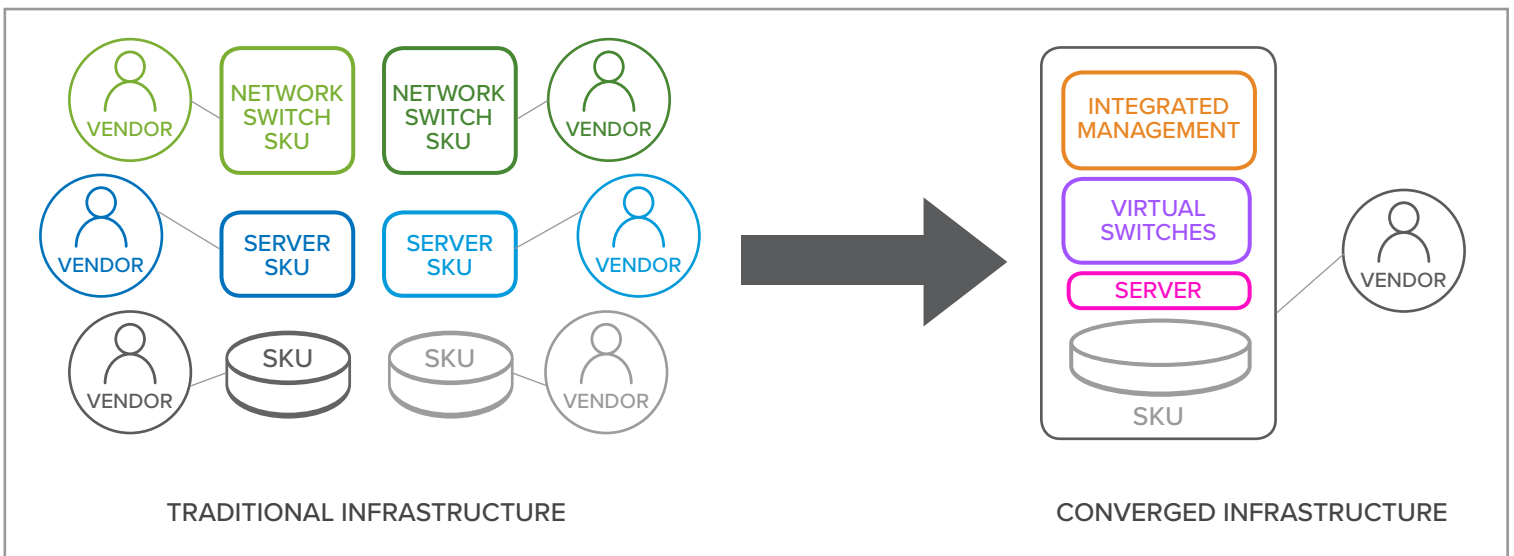 VENDOR
NETWORK
SWITCH
SKU
NETWORK
SWITCH
SKU
VENDOR
VENDOR
SERVER
SKU
SERVER
SKU
VENDOR
VENDOR
SKU
SKU
VENDOR
TRADITIONAL INFRASTRUCTURE
INTEGRATED
MANAGEMENT
VIRTUAL
SWITCHES
SERVER
SKU
VENDOR
CONVERGED INFRASTRUCTURE